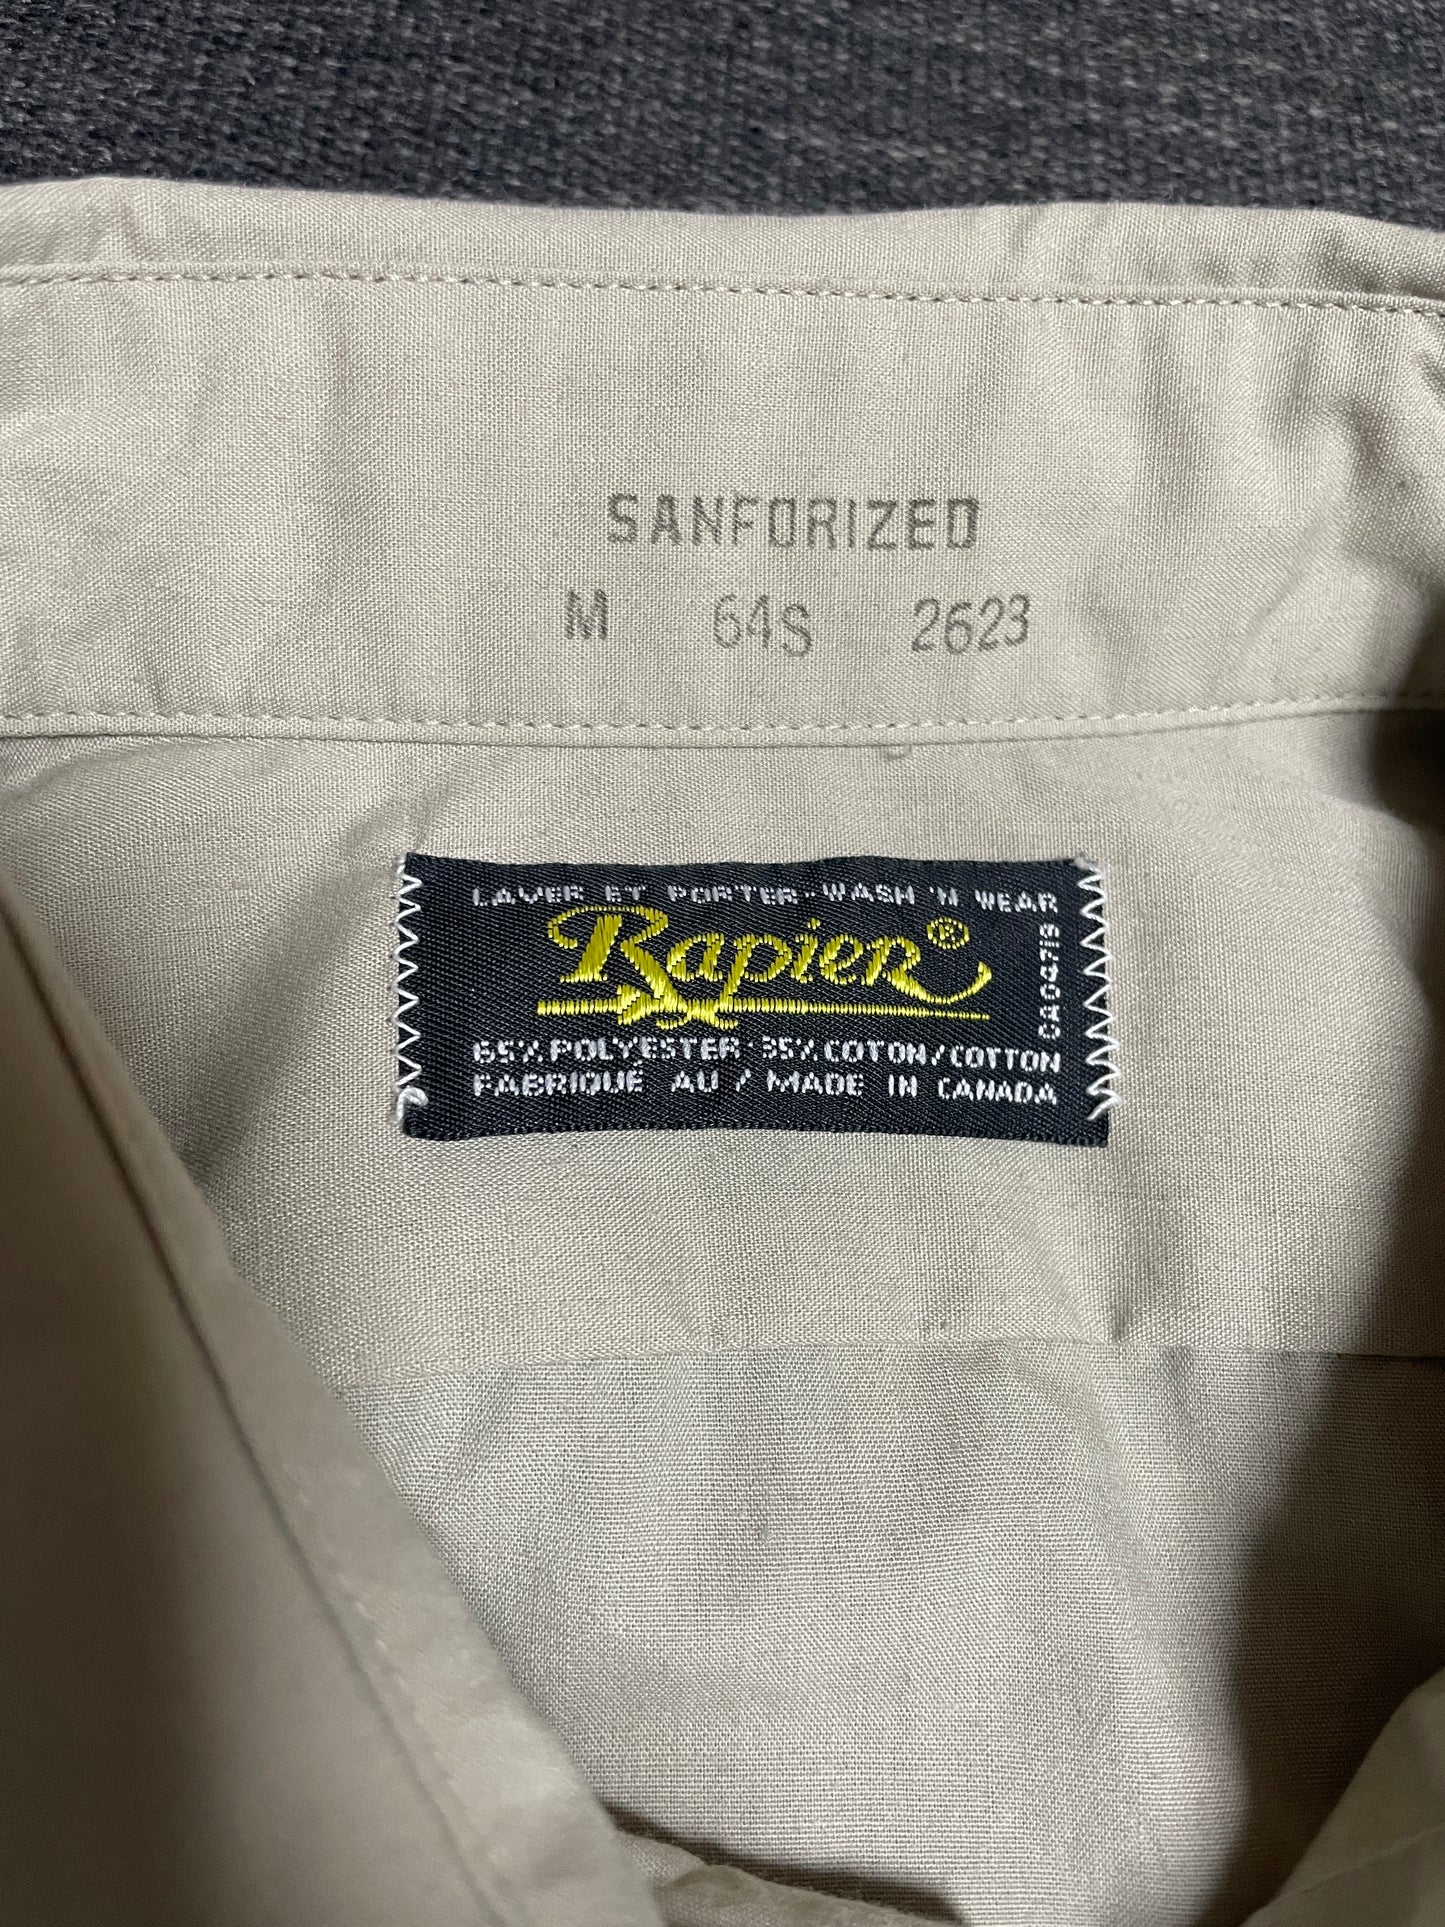 SANFORIZED
M 64S 2623
LAVER ET PORTER-WASH 'N WEAR
Rapier®
CA04719
65% POLYESTER 35% COTON/COTTON
FABRIQUÉ AU / MADE IN CANADA